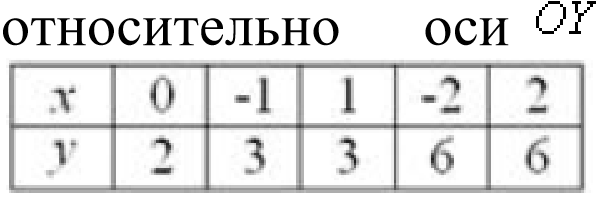 относительно оси OY
x 0 -1 1 -2 2
y 2 3 3 6 6